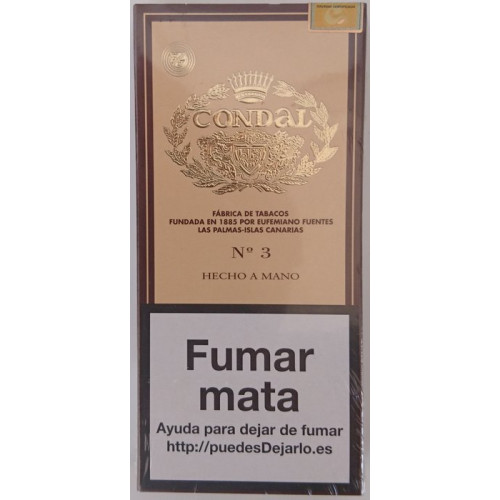 CONDAL
FÁBRICA DE TABACOS
FUNDADA EN 1885 POR EUFEMIANO FUENTES
LAS PALMAS-ISLAS CANARIAS
Nº 3
HECHO A MANO
Fumar
mata
Ayuda para dejar de fumar
http://puedesDejarlo.es